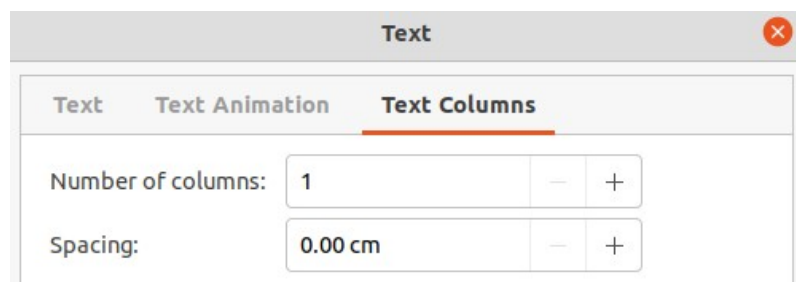 Text
Text Text Animation Text Columns
Number of columns: 1
Spacing: 0.00 cm